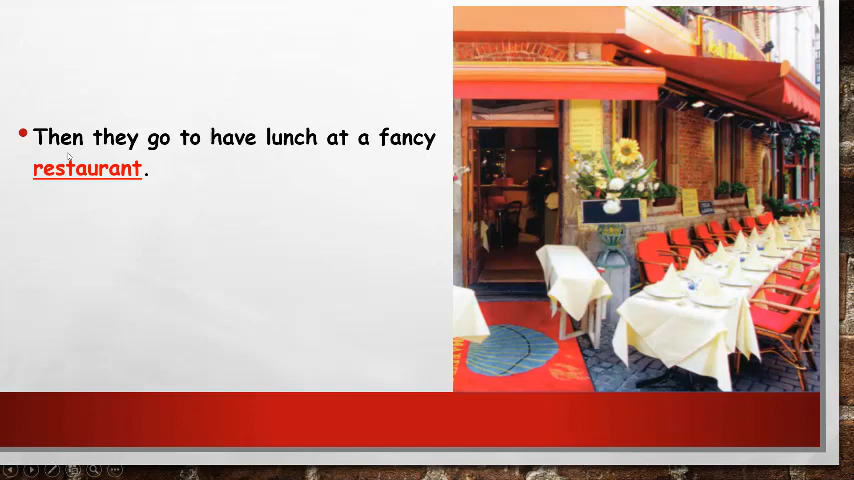 Then they go to have lunch at a fancy
restaurant.